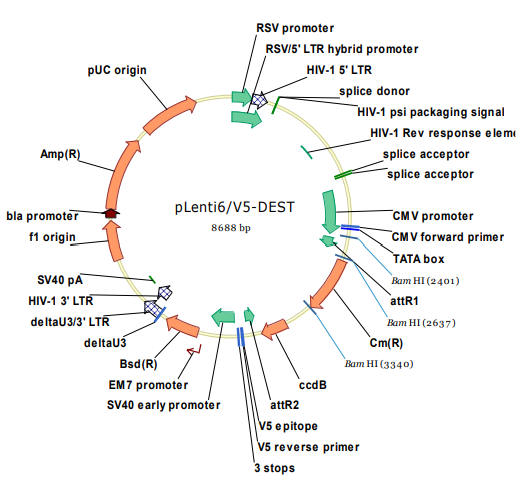 RSV promoter
RSV/5' LTR hybrid promoter
HIV-1 5' LTR
splice donor
HIV-1 psi packaging signal
HIV-1 Rev response eleme
splice acceptor
splice acceptor
CMV promoter
CMV forward primer
TATA box
BamHI (2401)
attR1
BamHI (2637)
Cm(R)
BamHI (3340)
ccdB
attR2
V5 epitope
V5 reverse primer
3 stops
SV40 early promoter
EM7 promoter
Bsd(R)
deltaU3
deltaU3/3' LTR
HIV-1 3' LTR
SV40 pA
f1 origin
bla promoter
Amp(R)
pUC origin
pLenti6/V5-DEST
8688 bp